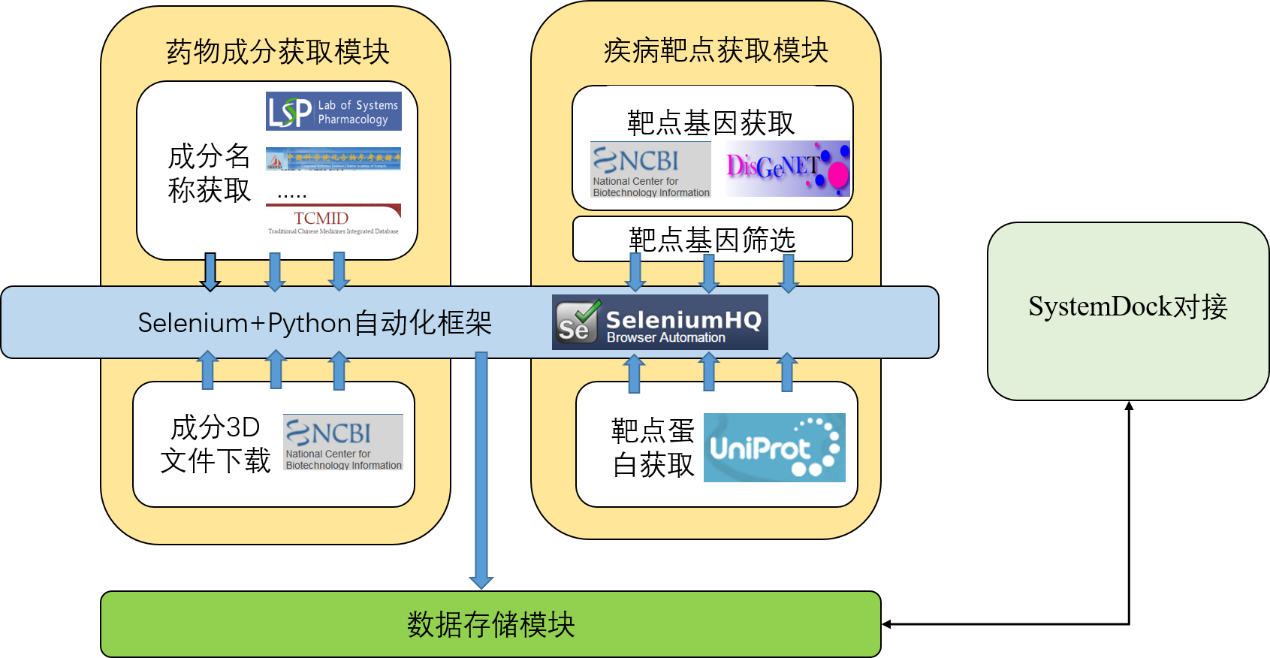 药物成分获取模块
成分名
称获取
LSP Lab of Systems
Pharmacology
.....
TCMID
Traditional Chinese Medicines Integrated Database
疾病靶点获取模块
靶点基因获取
NCBI
National Center for
Biotechnology Information
DisGeNET
靶点基因筛选
Selenium+Python自动化框架
Se SeleniumHQ
Browser Automation
成分3D
文件下载
NCBI
National Center for
Biotechnology Information
靶点蛋
白获取
UniProt
数据存储模块
SystemDock对接